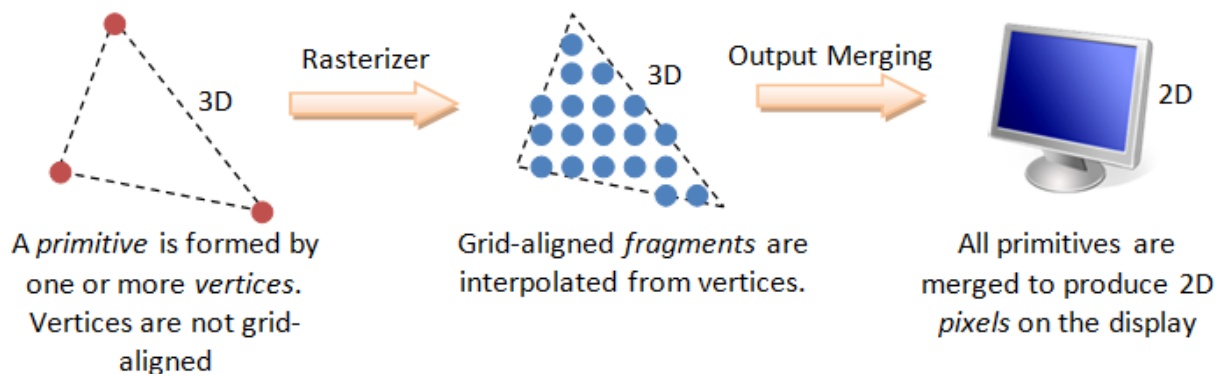 3D
Rasterizer
3D
Output Merging
2D
A primitive is formed by
one or more vertices.
Vertices are not grid-
aligned
Grid-aligned fragments are
interpolated from vertices.
All primitives are
merged to produce 2D
pixels on the display